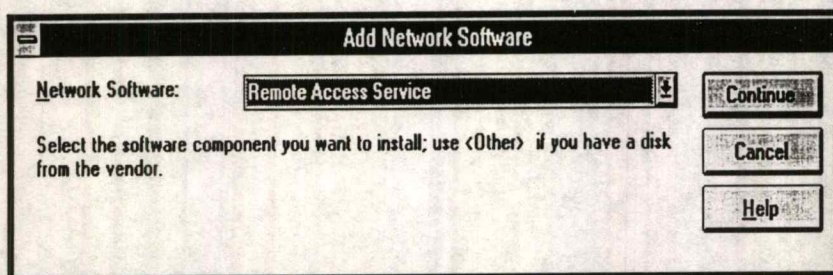 Add Network Software
Network Software:
Remote Access Service
Continue
Select the software component you want to install; use <Other> if you have a disk
from the vendor.
Cancel
Help